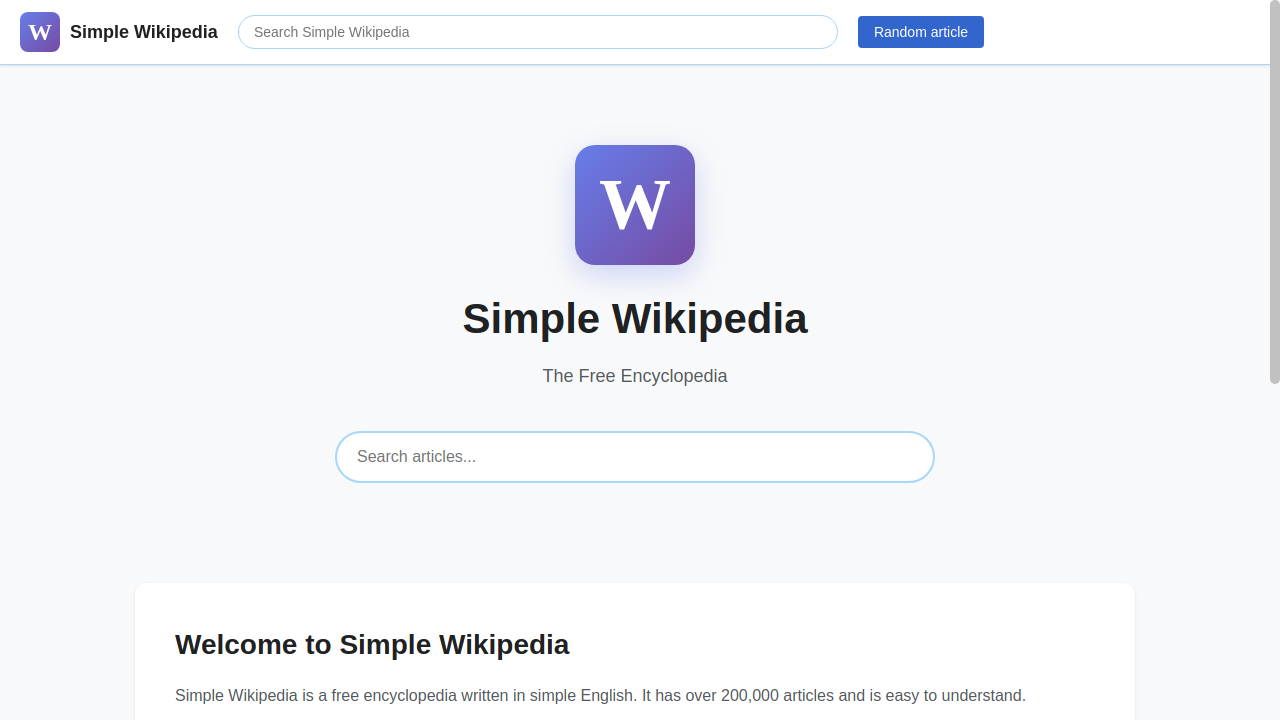 W Simple Wikipedia Search Simple Wikipedia Random article
W
Simple Wikipedia
The Free Encyclopedia
Search articles...
Welcome to Simple Wikipedia
Simple Wikipedia is a free encyclopedia written in simple English. It has over 200,000 articles and is easy to understand.